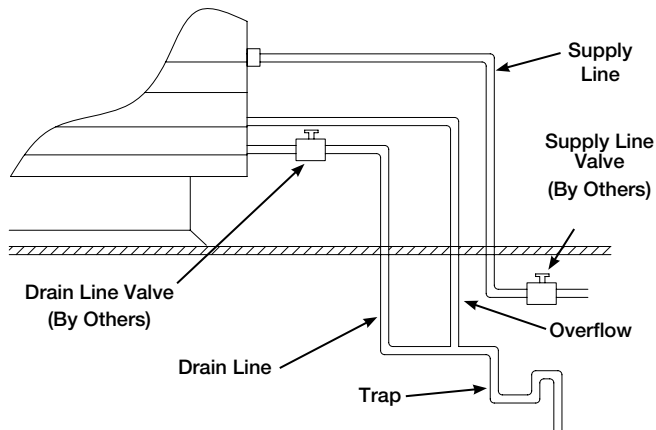 Supply
Line
Supply Line
Valve
(By Others)
Drain Line Valve
(By Others)
Overflow
Drain Line
Trap